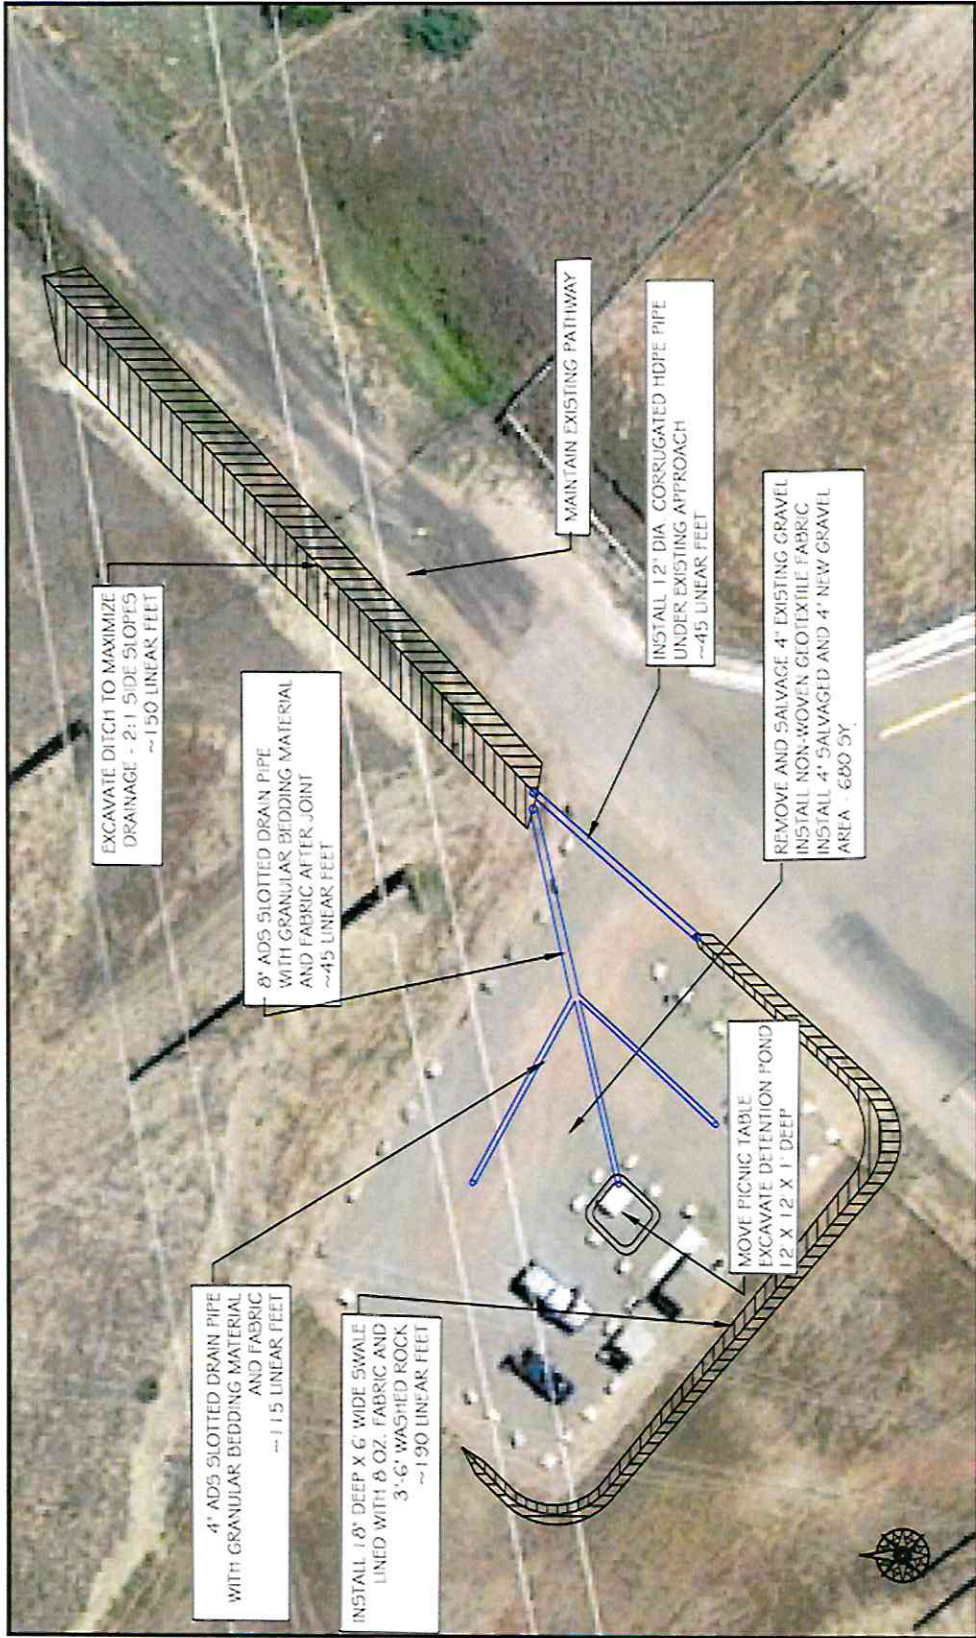 EXCAVATE DITCH TO MAXIMIZE
DRAINAGE - 2:1 SIDE SLOPES
~150 LINEAR FEET
8" ADS SLOTTED DRAIN PIPE
WITH GRANULAR BEDDING MATERIAL
AND FABRIC AFTER JOINT
~45 LINEAR FEET
4" ADS SLOTTED DRAIN PIPE
WITH GRANULAR BEDDING MATERIAL
AND FABRIC
~115 LINEAR FEET
INSTALL 18" DEEP X 6' WIDE SWALE
LINED WITH 8 OZ. FABRIC AND
3"-6" WASHED ROCK
~190 LINEAR FEET
MAINTAIN EXISTING PATHWAY
INSTALL 12" DIA. CORRUGATED HDPE PIPE
UNDER EXISTING APPROACH
~45 LINEAR FEET
REMOVE AND SALVAGE 4" EXISTING GRAVEL
INSTALL NON-WOVEN GEOTEXTILE FABRIC
INSTALL 4" SALVAGED AND 4" NEW GRAVEL
AREA - 680 SY.
MOVE PICNIC TABLE
EXCAVATE DETENTION POND
12' X 12' X 1' DEEP